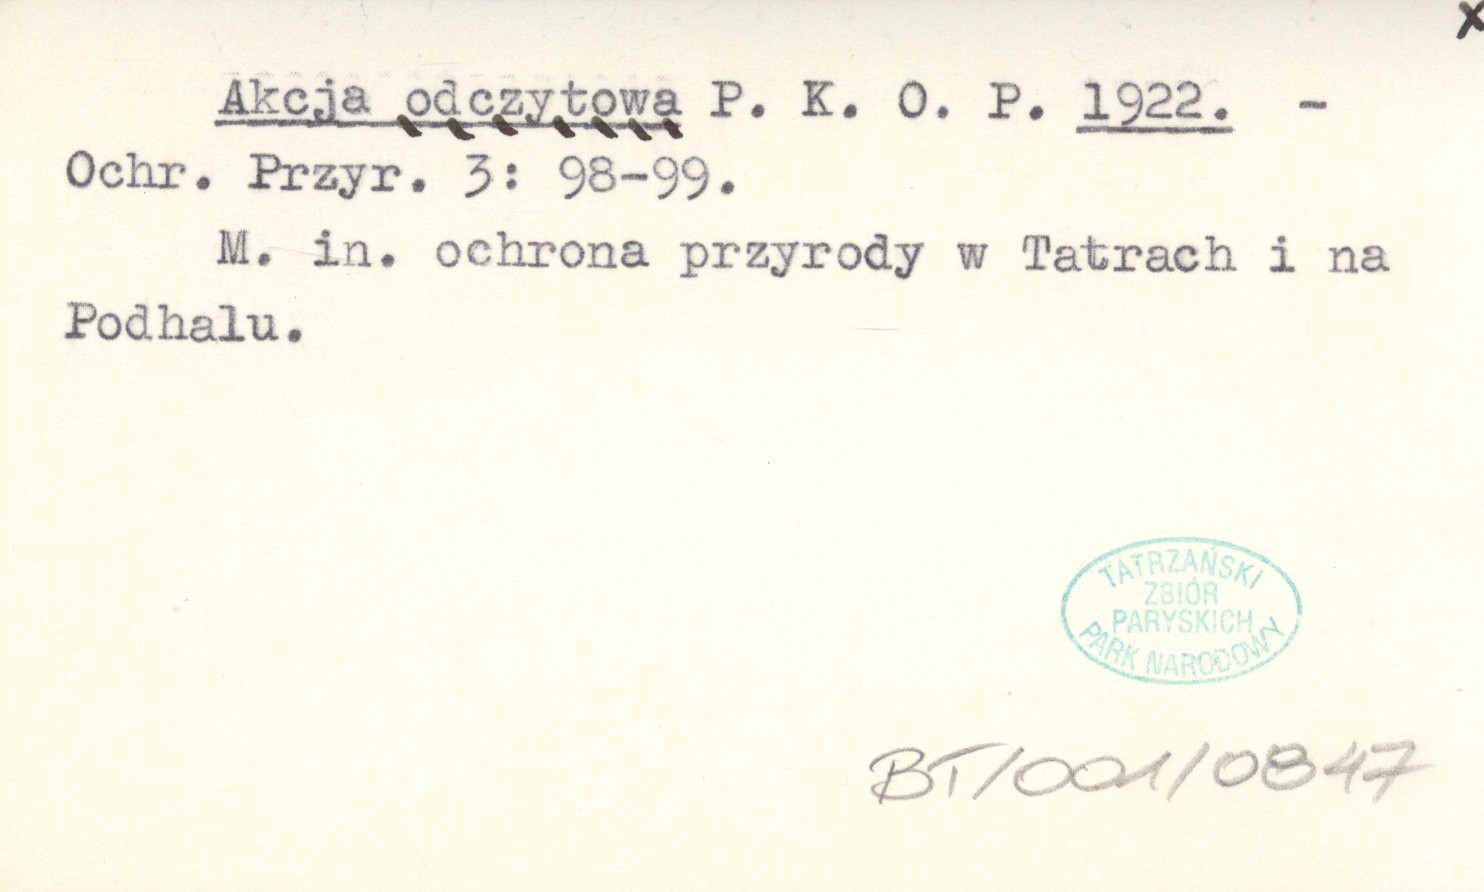 x
Akcja odczytowa P. K. O. P. 1922. -
Ochr. Przyr. 3: 98-99.
M. in. ochrona przyrody w Tatrach i na
Podhalu.
TATRZAŃSKI
ZBIÓR
PARYSKICH
PARK NARODOWY
BT/001/0847